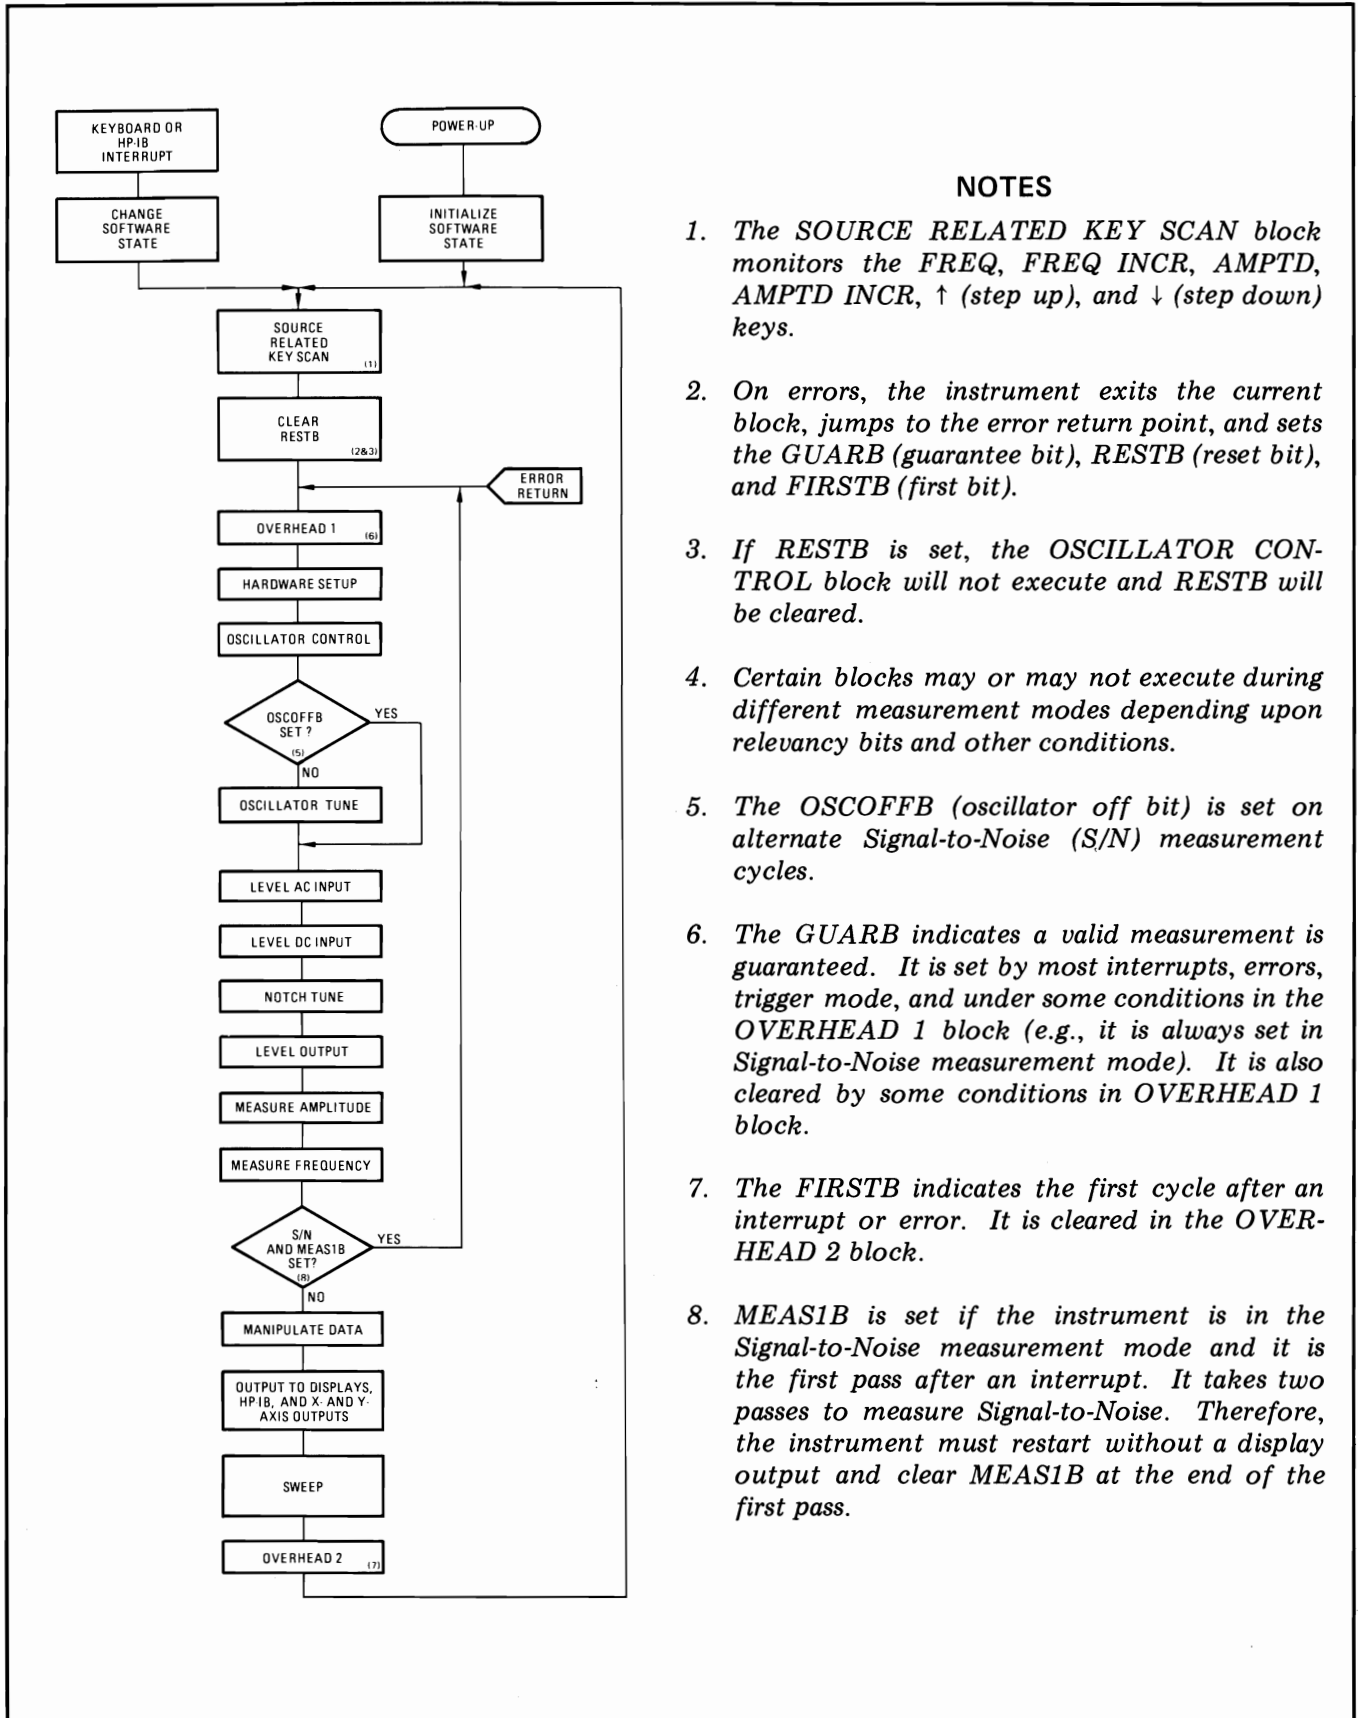 KEYBOARD OR
HP-IB
INTERRUPT
CHANGE
SOFTWARE
STATE
POWER-UP
INITIALIZE
SOFTWARE
STATE
SOURCE
RELATED
KEY SCAN
(1)
CLEAR
RESTB
(2&3)
ERROR
RETURN
OVERHEAD 1
(6)
HARDWARE SETUP
OSCILLATOR CONTROL
OSCOFFB
SET ?
(5)
YES
NO
OSCILLATOR TUNE
LEVEL AC INPUT
LEVEL DC INPUT
NOTCH TUNE
LEVEL OUTPUT
MEASURE AMPLITUDE
MEASURE FREQUENCY
S/N
AND MEAS1B
SET?
(8)
YES
NO
MANIPULATE DATA
OUTPUT TO DISPLAYS,
HP-IB, AND X- AND Y-
AXIS OUTPUTS
SWEEP
OVERHEAD 2
(7)
NOTES
1. The SOURCE RELATED KEY SCAN block
monitors the FREQ, FREQ INCR, AMPTD,
AMPTD INCR, ↑ (step up), and ↓ (step down)
keys.
2. On errors, the instrument exits the current
block, jumps to the error return point, and sets
the GUARB (guarantee bit), RESTB (reset bit),
and FIRSTB (first bit).
3. If RESTB is set, the OSCILLATOR CON-
TROL block will not execute and RESTB will
be cleared.
4. Certain blocks may or may not execute during
different measurement modes depending upon
relevancy bits and other conditions.
5. The OSCOFFB (oscillator off bit) is set on
alternate Signal-to-Noise (S/N) measurement
cycles.
6. The GUARB indicates a valid measurement is
guaranteed. It is set by most interrupts, errors,
trigger mode, and under some conditions in the
OVERHEAD 1 block (e.g., it is always set in
Signal-to-Noise measurement mode). It is also
cleared by some conditions in OVERHEAD 1
block.
7. The FIRSTB indicates the first cycle after an
interrupt or error. It is cleared in the OVER-
HEAD 2 block.
8. MEAS1B is set if the instrument is in the
Signal-to-Noise measurement mode and it is
the first pass after an interrupt. It takes two
passes to measure Signal-to-Noise. Therefore,
the instrument must restart without a display
output and clear MEAS1B at the end of the
first pass.